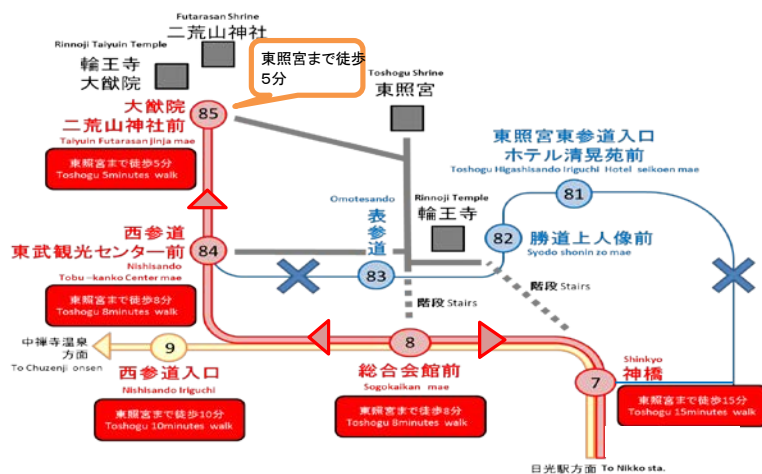 Futarasan Shrine
二荒山神社
Rinnoji Taiyuin Temple
輪王寺
大猷院
東照宮まで徒歩
5分
Toshogu Shrine
東照宮
大猷院
二荒山神社前
Taiyuin Futarasan jinja mae
85
東照宮まで徒歩5分
Toshogu 5minutes walk
東照宮東参道入口
ホテル清晃苑前
Toshogu Higashisando Iriguchi Hotel seikoen mae
81
Omotesando
表参道
83
Rinnoji Temple
輪王寺
82
勝道上人像前
Syodo shonin zo mae
西参道
東武観光センター前
Nishisando
Tobu –kanko Center mae
84
東照宮まで徒歩8分
Toshogu 8minutes walk
階段 Stairs
階段 Stairs
中禅寺温泉
方面
To Chuzenji onsen
9
西参道入口
Nishisando Iriguchi
東照宮まで徒歩10分
Toshogu 10minutes walk
8
総合会館前
Sogokaikan mae
東照宮まで徒歩8分
Toshogu 8minutes walk
7
Shinkyo
神橋
東照宮まで徒歩15分
Toshogu 15minutes walk
日光駅方面 To Nikko sta.